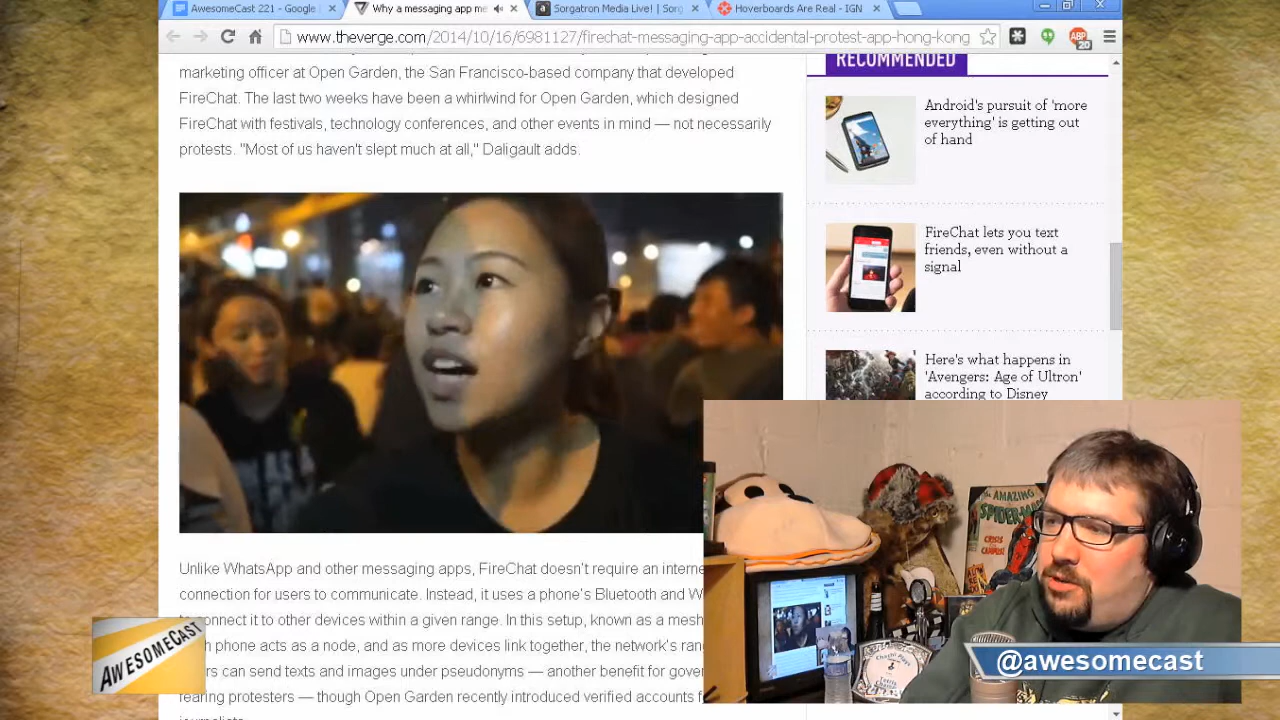 AwesomeCast 221 - Google
Why a messaging app me
Sorgatron Media Live! | Sorg
Hoverboards Are Real - IGN
www.theverge.com/2014/10/16/6981127/firechat-messaging-app-accidental-protest-app-hong-kong
20
marketing officer at Open Garden, the San Francisco-based company that developed
FireChat. The last two weeks have been a whirlwind for Open Garden, which designed
FireChat with festivals, technology conferences, and other events in mind — not necessarily
protests. "Most of us haven't slept much at all," Daligault adds.
RECOMMENDED
Android's pursuit of 'more
everything' is getting out
of hand
FireChat lets you text
friends, even without a
signal
Here's what happens in
'Avengers: Age of Ultron'
according to Disney
Unlike WhatsApp and other messaging apps, FireChat doesn't require an interne
connection for users to communicate. Instead, it uses a phone's Bluetooth and W
connect it to other devices within a given range. In this setup, known as a mesh
phone a node, and as more devices link together, the network's ran
can send texts and images under pseudonyms — another benefit for gover
fearing protesters — though Open Garden recently introduced verified accounts f
journalists.
THE AMAZING
SPIDER-MAN
CRISIS
ON
CAMPUS!
AWESOMECAST
@awesomecast